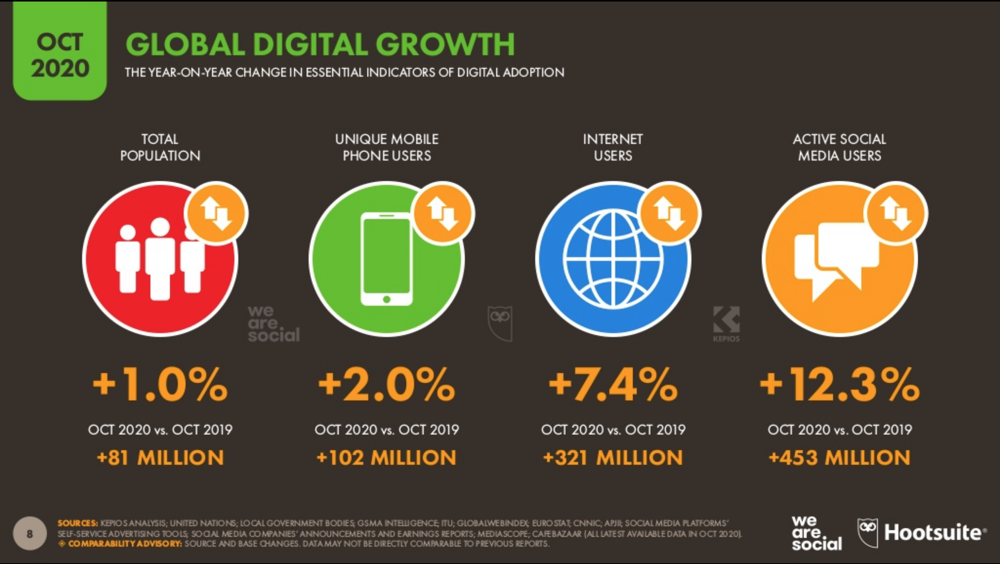 OCT
2020
GLOBAL DIGITAL GROWTH
THE YEAR-ON-YEAR CHANGE IN ESSENTIAL INDICATORS OF DIGITAL ADOPTION
TOTAL
POPULATION
UNIQUE MOBILE
PHONE USERS
INTERNET
USERS
ACTIVE SOCIAL
MEDIA USERS
we
are
social
KEPIOS
+1.0%
+2.0%
+7.4%
+12.3%
OCT 2020 vs. OCT 2019
OCT 2020 vs. OCT 2019
OCT 2020 vs. OCT 2019
OCT 2020 vs. OCT 2019
+81 MILLION
+102 MILLION
+321 MILLION
+453 MILLION
8
SOURCES: KEPIOS ANALYSIS; UNITED NATIONS; LOCAL GOVERNMENT BODIES; GSMA INTELLIGENCE; ITU; GLOBALWEBINDEX; EUROSTAT; CNNIC; APJII; SOCIAL MEDIA PLATFORMS'
SELF-SERVICE ADVERTISING TOOLS; SOCIAL MEDIA COMPANIES' ANNOUNCEMENTS AND EARNINGS REPORTS; MEDIASCOPE; CAFEBAZAAR (ALL LATEST AVAILABLE DATA IN OCT 2020).
COMPARABILITY ADVISORY: SOURCE AND BASE CHANGES. DATA MAY NOT BE DIRECTLY COMPARABLE TO PREVIOUS REPORTS.
we
are
social
Hootsuite®